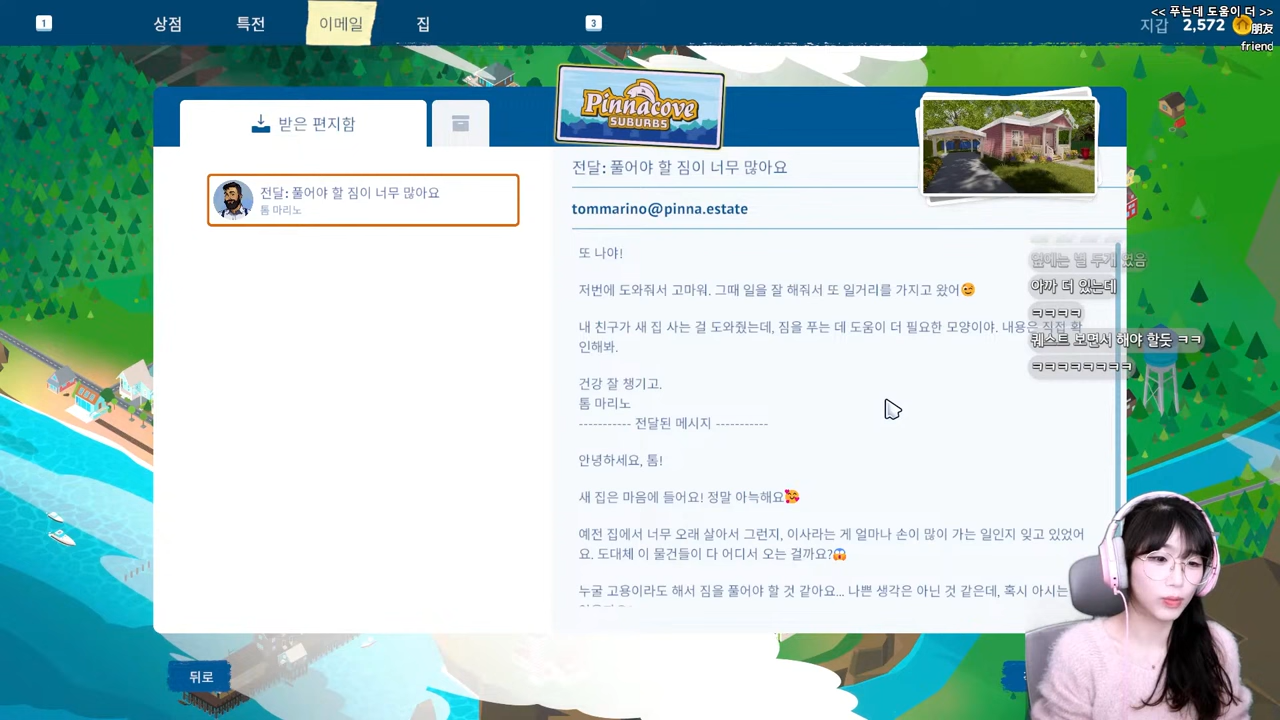 1
상점
특전
이메일
집
3
<< 푸는데 도움이 더 >>
지갑 2,572
朋友
friend
Pinnacove
SUBURBS
받은 편지함
전달: 풀어야 할 짐이 너무 많아요
톰 마리노
전달: 풀어야 할 짐이 너무 많아요
tommarino@pinna.estate
또 나야!
저번에 도와줘서 고마워. 그때 일을 잘 해줘서 또 일거리를 가지고 왔어😉
내 친구가 새 집 사는 걸 도와줬는데, 짐을 푸는 데 도움이 더 필요한 모양이야. 내용은 직접 확
인해봐.
건강 잘 챙기고.
톰 마리노
----------- 전달된 메시지 -----------
안녕하세요, 톰!
새 집은 마음에 들어요! 정말 아늑해요🥰
예전 집에서 너무 오래 살아서 그런지, 이사라는 게 얼마나 손이 많이 가는 일인지 잊고 있었어
요. 도대체 이 물건들이 다 어디서 오는 걸까요?😱
누굴 고용이라도 해서 짐을 풀어야 할 것 같아요... 나쁜 생각은 아닌 것 같은데, 혹시 아시는
옆에는 별 두개 였음
아까 더 있는데
ㅋㅋㅋㅋ
퀘스트 보면서 해야 할듯 ㅋㅋ
ㅋㅋㅋㅋㅋㅋㅋㅋ
뒤로